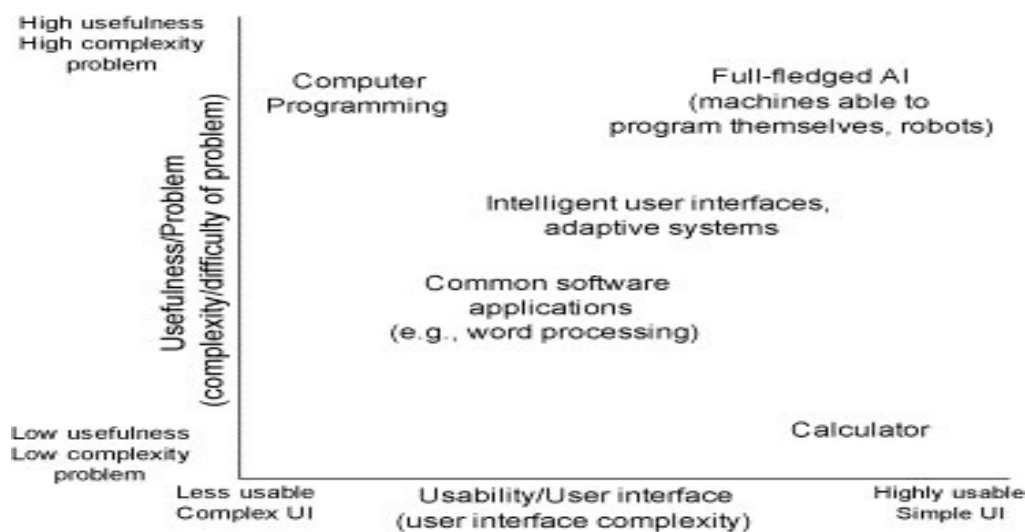 High usefulness
High complexity
problem
Computer
Programming
Full-fledged AI
(machines able to
program themselves, robots)
Usefulness/Problem
(complexity/difficulty of problem)
Intelligent user interfaces,
adaptive systems
Common software
applications
(e.g., word processing)
Low usefulness
Low complexity
problem
Calculator
Less usable
Complex UI
Usability/User interface
(user interface complexity)
Highly usable
Simple UI